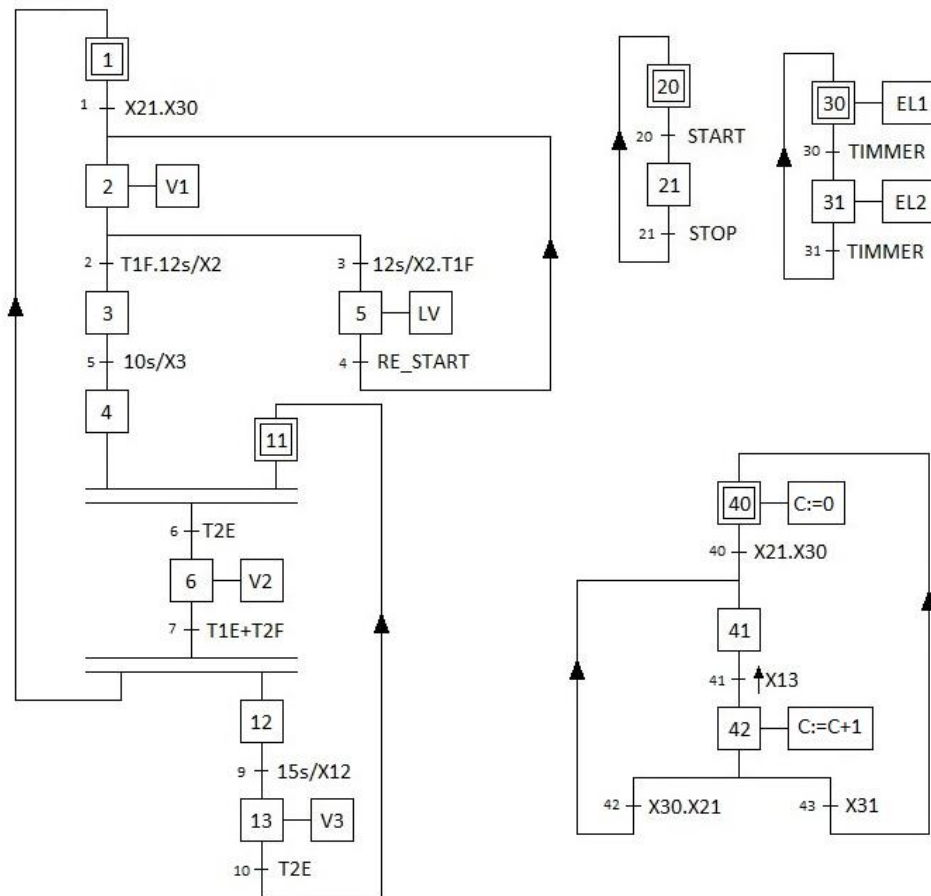 1
1 X21.X30
2 V1
2 T1F.12s/X2
3 12s/X2.T1F
3
5 LV
5 10s/X3
4 RE_START
4
11
6 T2E
6 V2
7 T1E+T2F
12
9 15s/X12
13 V3
10 T2E
20
20 START
21
21 STOP
30 EL1
30 TIMMER
31 EL2
31 TIMMER
40 C:=0
40 X21.X30
41
41 X13
42 C:=C+1
42 X30.X21
43 X31